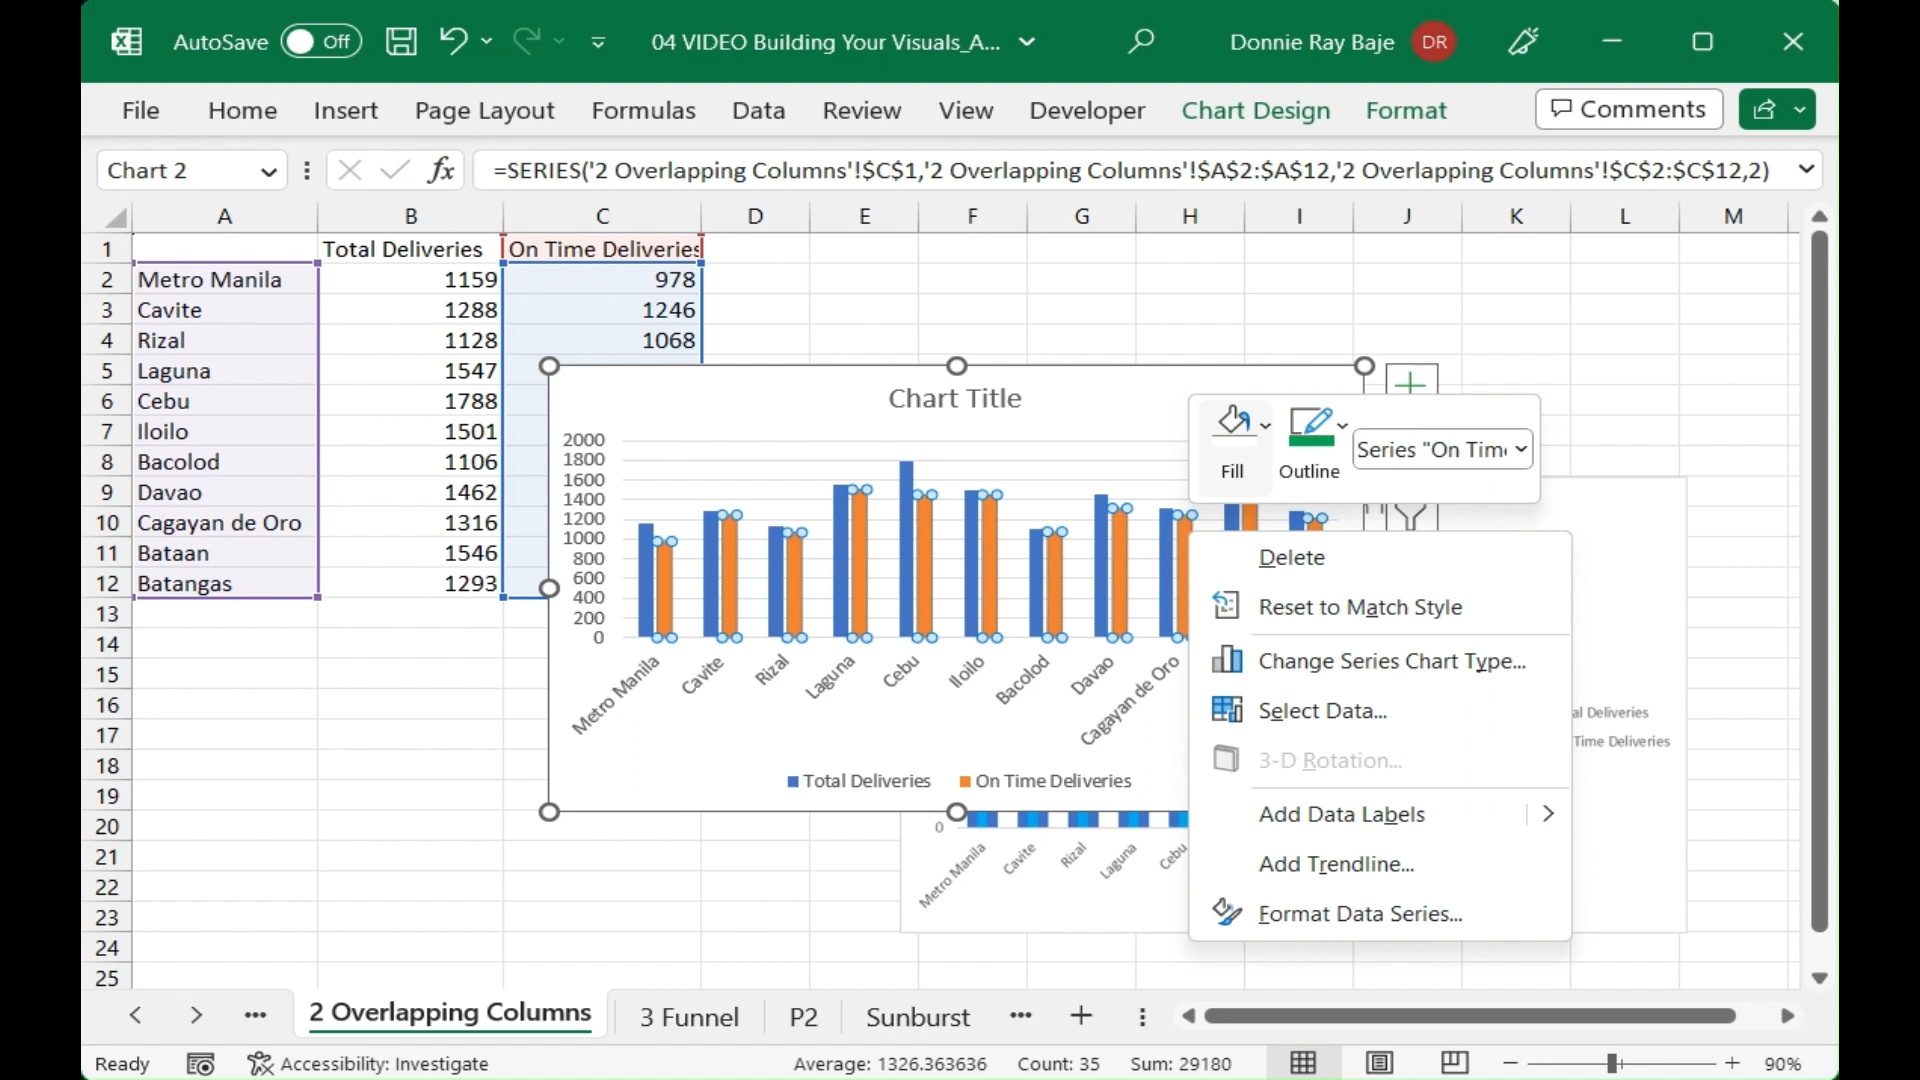 AutoSave Off 04 VIDEO Building Your Visuals_A... Donnie Ray Baje DR
File Home Insert Page Layout Formulas Data Review View Developer Chart Design Format Comments
Chart 2 fx =SERIES('2 Overlapping Columns'!$C$1,'2 Overlapping Columns'!$A$2:$A$12,'2 Overlapping Columns'!$C$2:$C$12,2)
A B C D E F G H I J K L M
1 Total Deliveries On Time Deliveries
2 Metro Manila 1159 978
3 Cavite 1288 1246
4 Rizal 1128 1068
5 Laguna 1547
6 Cebu 1788
7 Iloilo 1501
8 Bacolod 1106
9 Davao 1462
10 Cagayan de Oro 1316
11 Bataan 1546
12 Batangas 1293
13
14
15
16
17
18
19
20
21
22
23
24
25
Chart Title
2000
1800
1600
1400
1200
1000
800
600
400
200
0
Metro Manila Cavite Rizal Laguna Cebu Iloilo Bacolod Davao Cagayan de Oro
Total Deliveries On Time Deliveries
Fill Outline Series "On Tim
Delete
Reset to Match Style
Change Series Chart Type...
Select Data...
3-D Rotation...
Add Data Labels
Add Trendline...
Format Data Series...
al Deliveries
Time Deliveries
0
Metro Manila Cavite Rizal Laguna Cebu
2 Overlapping Columns 3 Funnel P2 Sunburst
Ready Accessibility: Investigate Average: 1326.363636 Count: 35 Sum: 29180 90%